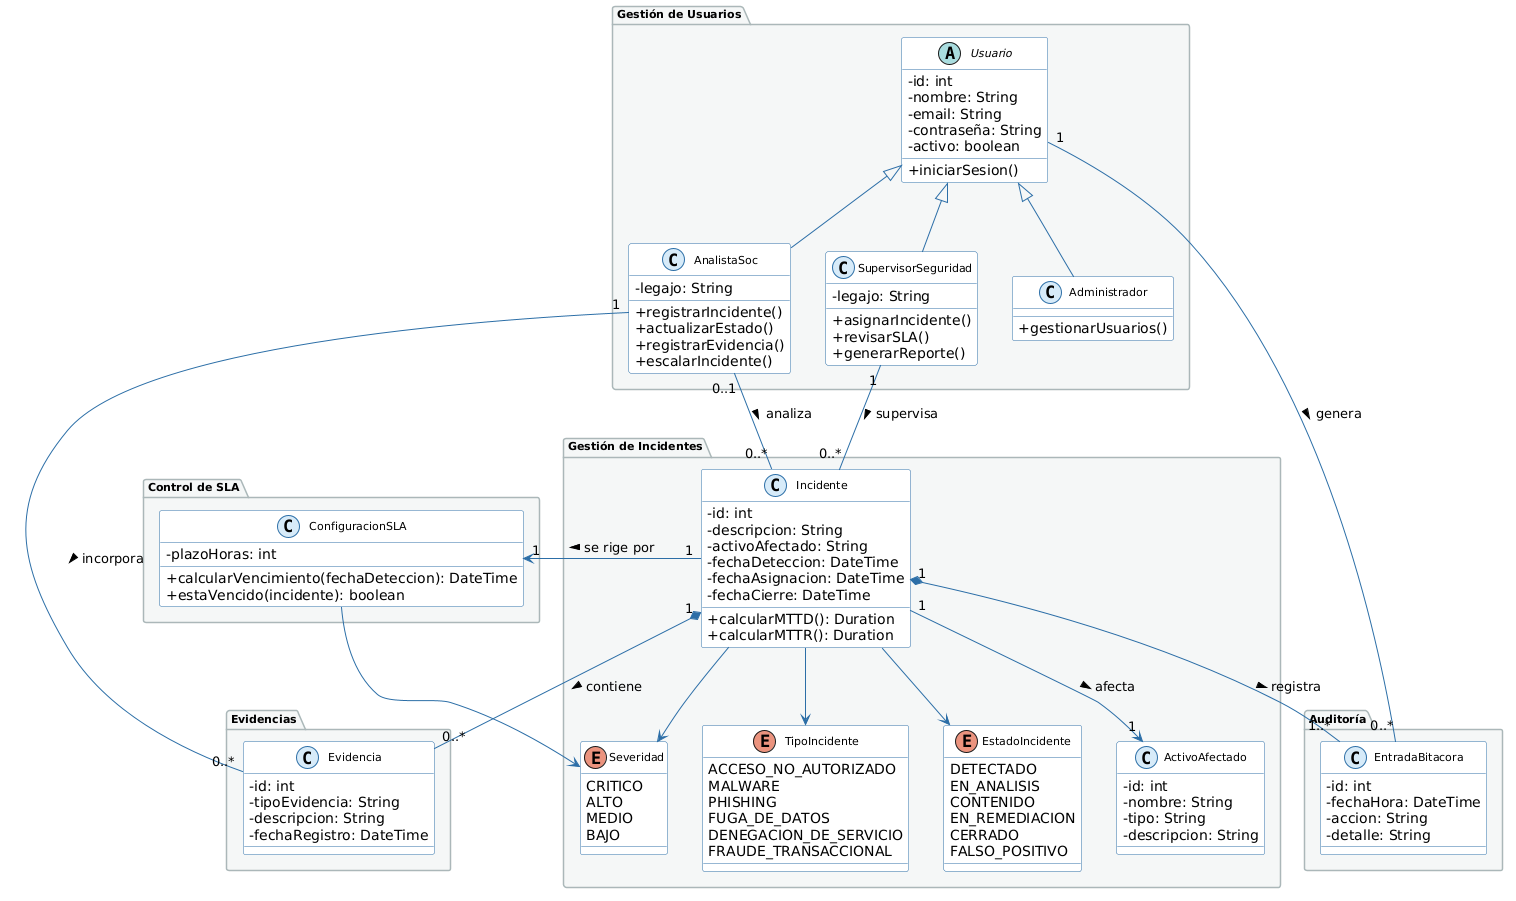 Gestión de Usuarios
A Usuario
-id: int
-nombre: String
-email: String
-contraseña: String
-activo: boolean
+iniciarSesion()
1
C AnalistaSoc
-legajo: String
+registrarIncidente()
+actualizarEstado()
+registrarEvidencia()
+escalarIncidente()
C SupervisorSeguridad
-legajo: String
+asignarIncidente()
+revisarSLA()
+generarReporte()
C Administrador
+gestionarUsuarios()
1
0..1
analiza
0..*
1
supervisa
0..*
genera
Gestión de Incidentes
C Incidente
-id: int
-descripcion: String
-activoAfectado: String
-fechaDeteccion: DateTime
-fechaAsignacion: DateTime
-fechaCierre: DateTime
+calcularMTTD(): Duration
+calcularMTTR(): Duration
Control de SLA
C ConfiguracionSLA
-plazoHoras: int
+calcularVencimiento(fechaDeteccion): DateTime
+estaVencido(incidente): boolean
1
se rige por
1
incorpora
1
1
1
contiene
afecta
registra
0..*
0..*
1
1..*
0..*
Evidencias
C Evidencia
-id: int
-tipoEvidencia: String
-descripcion: String
-fechaRegistro: DateTime
E Severidad
CRITICO
ALTO
MEDIO
BAJO
E TipoIncidente
ACCESO_NO_AUTORIZADO
MALWARE
PHISHING
FUGA_DE_DATOS
DENEGACION_DE_SERVICIO
FRAUDE_TRANSACCIONAL
E EstadoIncidente
DETECTADO
EN_ANALISIS
CONTENIDO
EN_REMEDIACION
CERRADO
FALSO_POSITIVO
C ActivoAfectado
-id: int
-nombre: String
-tipo: String
-descripcion: String
Auditoría
C EntradaBitacora
-id: int
-fechaHora: DateTime
-accion: String
-detalle: String